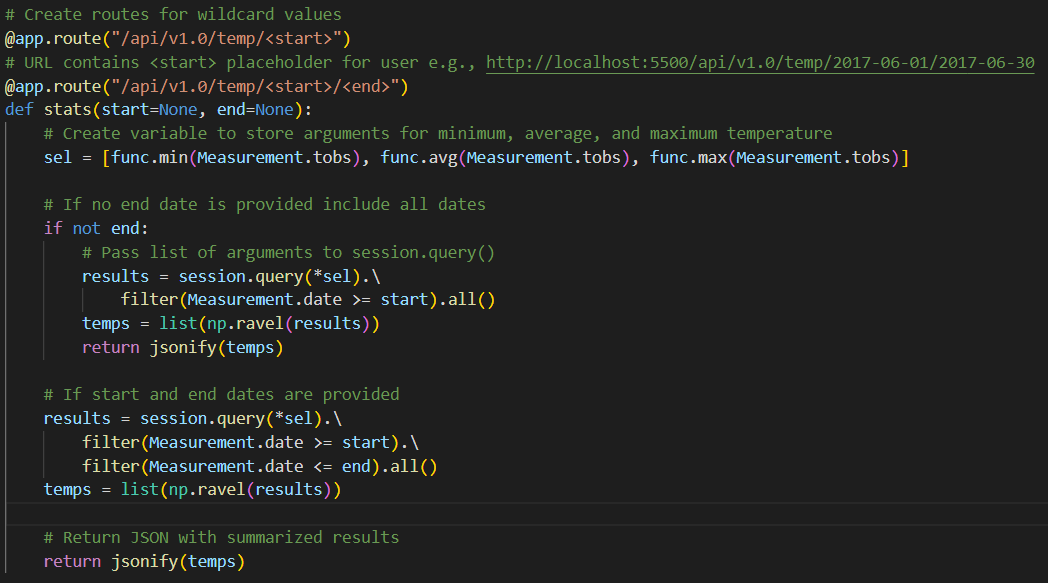 # Create routes for wildcard values
@app.route("/api/v1.0/temp/<start>")
# URL contains <start> placeholder for user e.g., http://localhost:5500/api/v1.0/temp/2017-06-01/2017-06-30
@app.route("/api/v1.0/temp/<start>/<end>")
def stats(start=None, end=None):
    # Create variable to store arguments for minimum, average, and maximum temperature
    sel = [func.min(Measurement.tobs), func.avg(Measurement.tobs), func.max(Measurement.tobs)]

    # If no end date is provided include all dates
    if not end:
        # Pass list of arguments to session.query()
        results = session.query(*sel).\
            filter(Measurement.date >= start).all()
        temps = list(np.ravel(results))
        return jsonify(temps)

    # If start and end dates are provided
    results = session.query(*sel).\
        filter(Measurement.date >= start).\
        filter(Measurement.date <= end).all()
    temps = list(np.ravel(results))

    # Return JSON with summarized results
    return jsonify(temps)